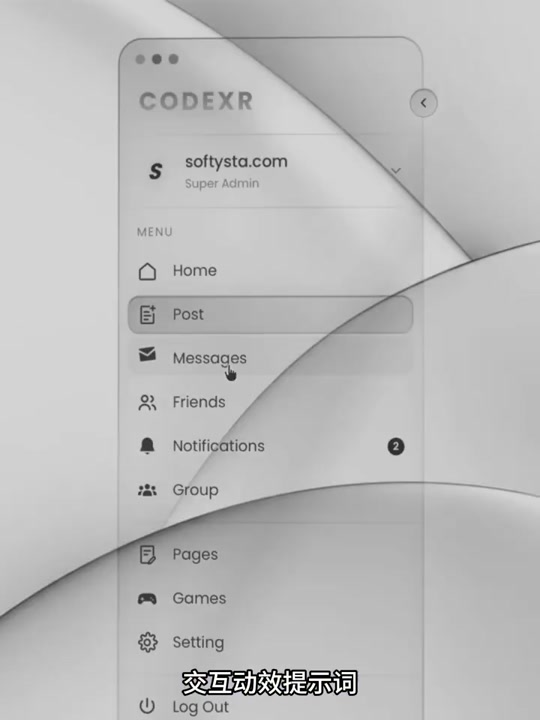 CODEXR
softysta.com
Super Admin
MENU
Home
Post
Messages
Friends
Notifications 2
Group
Pages
Games
Setting
交互动效提示词
Log Out